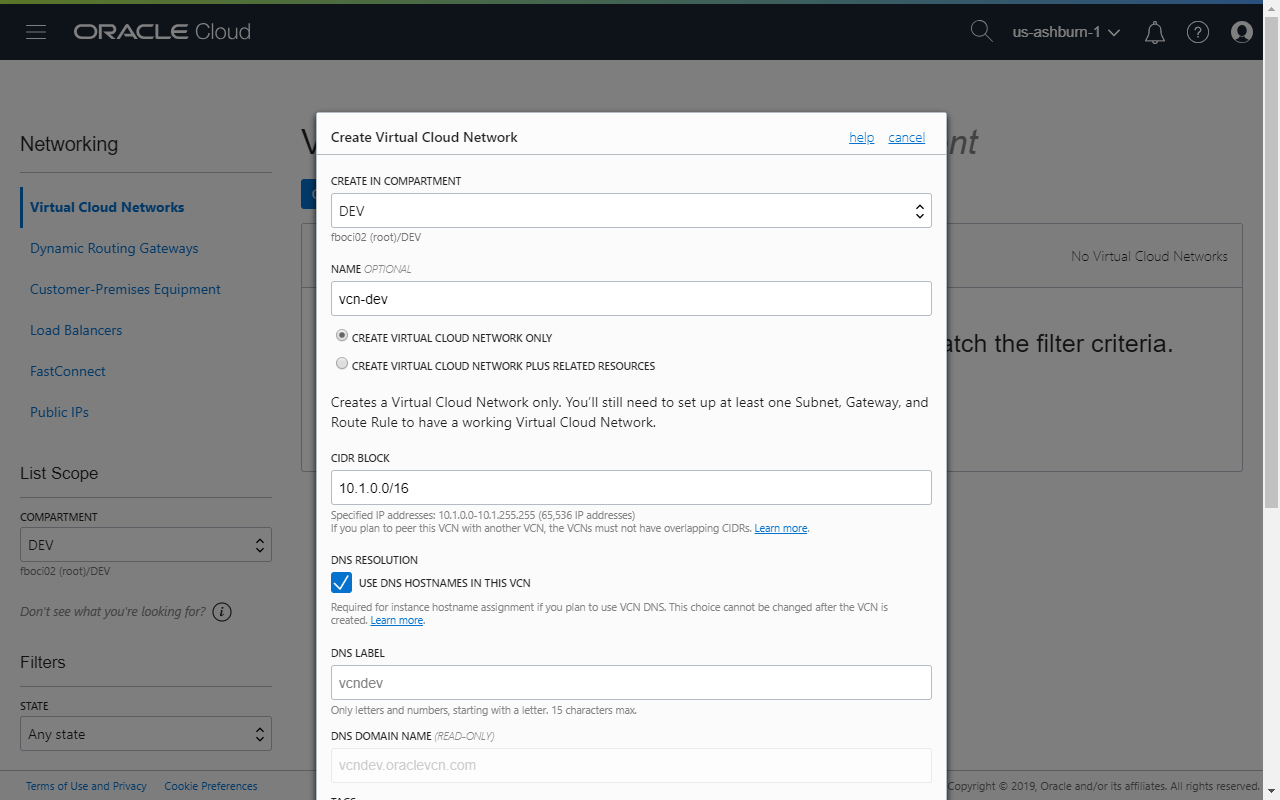 ORACLE Cloud
us-ashburn-1
Networking
Virtual Cloud Networks
Dynamic Routing Gateways
Customer-Premises Equipment
Load Balancers
FastConnect
Public IPs
List Scope
COMPARTMENT
DEV
fboci02 (root)/DEV
Don't see what you're looking for?
Filters
STATE
Any state
No Virtual Cloud Networks
the filter criteria.
Create Virtual Cloud Network
help cancel
CREATE IN COMPARTMENT
DEV
fboci02 (root)/DEV
NAME OPTIONAL
vcn-dev
CREATE VIRTUAL CLOUD NETWORK ONLY
CREATE VIRTUAL CLOUD NETWORK PLUS RELATED RESOURCES
Creates a Virtual Cloud Network only. You'll still need to set up at least one Subnet, Gateway, and
Route Rule to have a working Virtual Cloud Network.
CIDR BLOCK
10.1.0.0/16
Specified IP addresses: 10.1.0.0-10.1.255.255 (65,536 IP addresses)
If you plan to peer this VCN with another VCN, the VCNs must not have overlapping CIDRs. Learn more.
DNS RESOLUTION
USE DNS HOSTNAMES IN THIS VCN
Required for instance hostname assignment if you plan to use VCN DNS. This choice cannot be changed after the VCN is
created. Learn more.
DNS LABEL
vcndev
Only letters and numbers, starting with a letter. 15 characters max.
DNS DOMAIN NAME (READ-ONLY)
vcndev.oraclevcn.com
TAGS
Terms of Use and Privacy Cookie Preferences
Copyright © 2019, Oracle and/or its affiliates. All rights reserved.